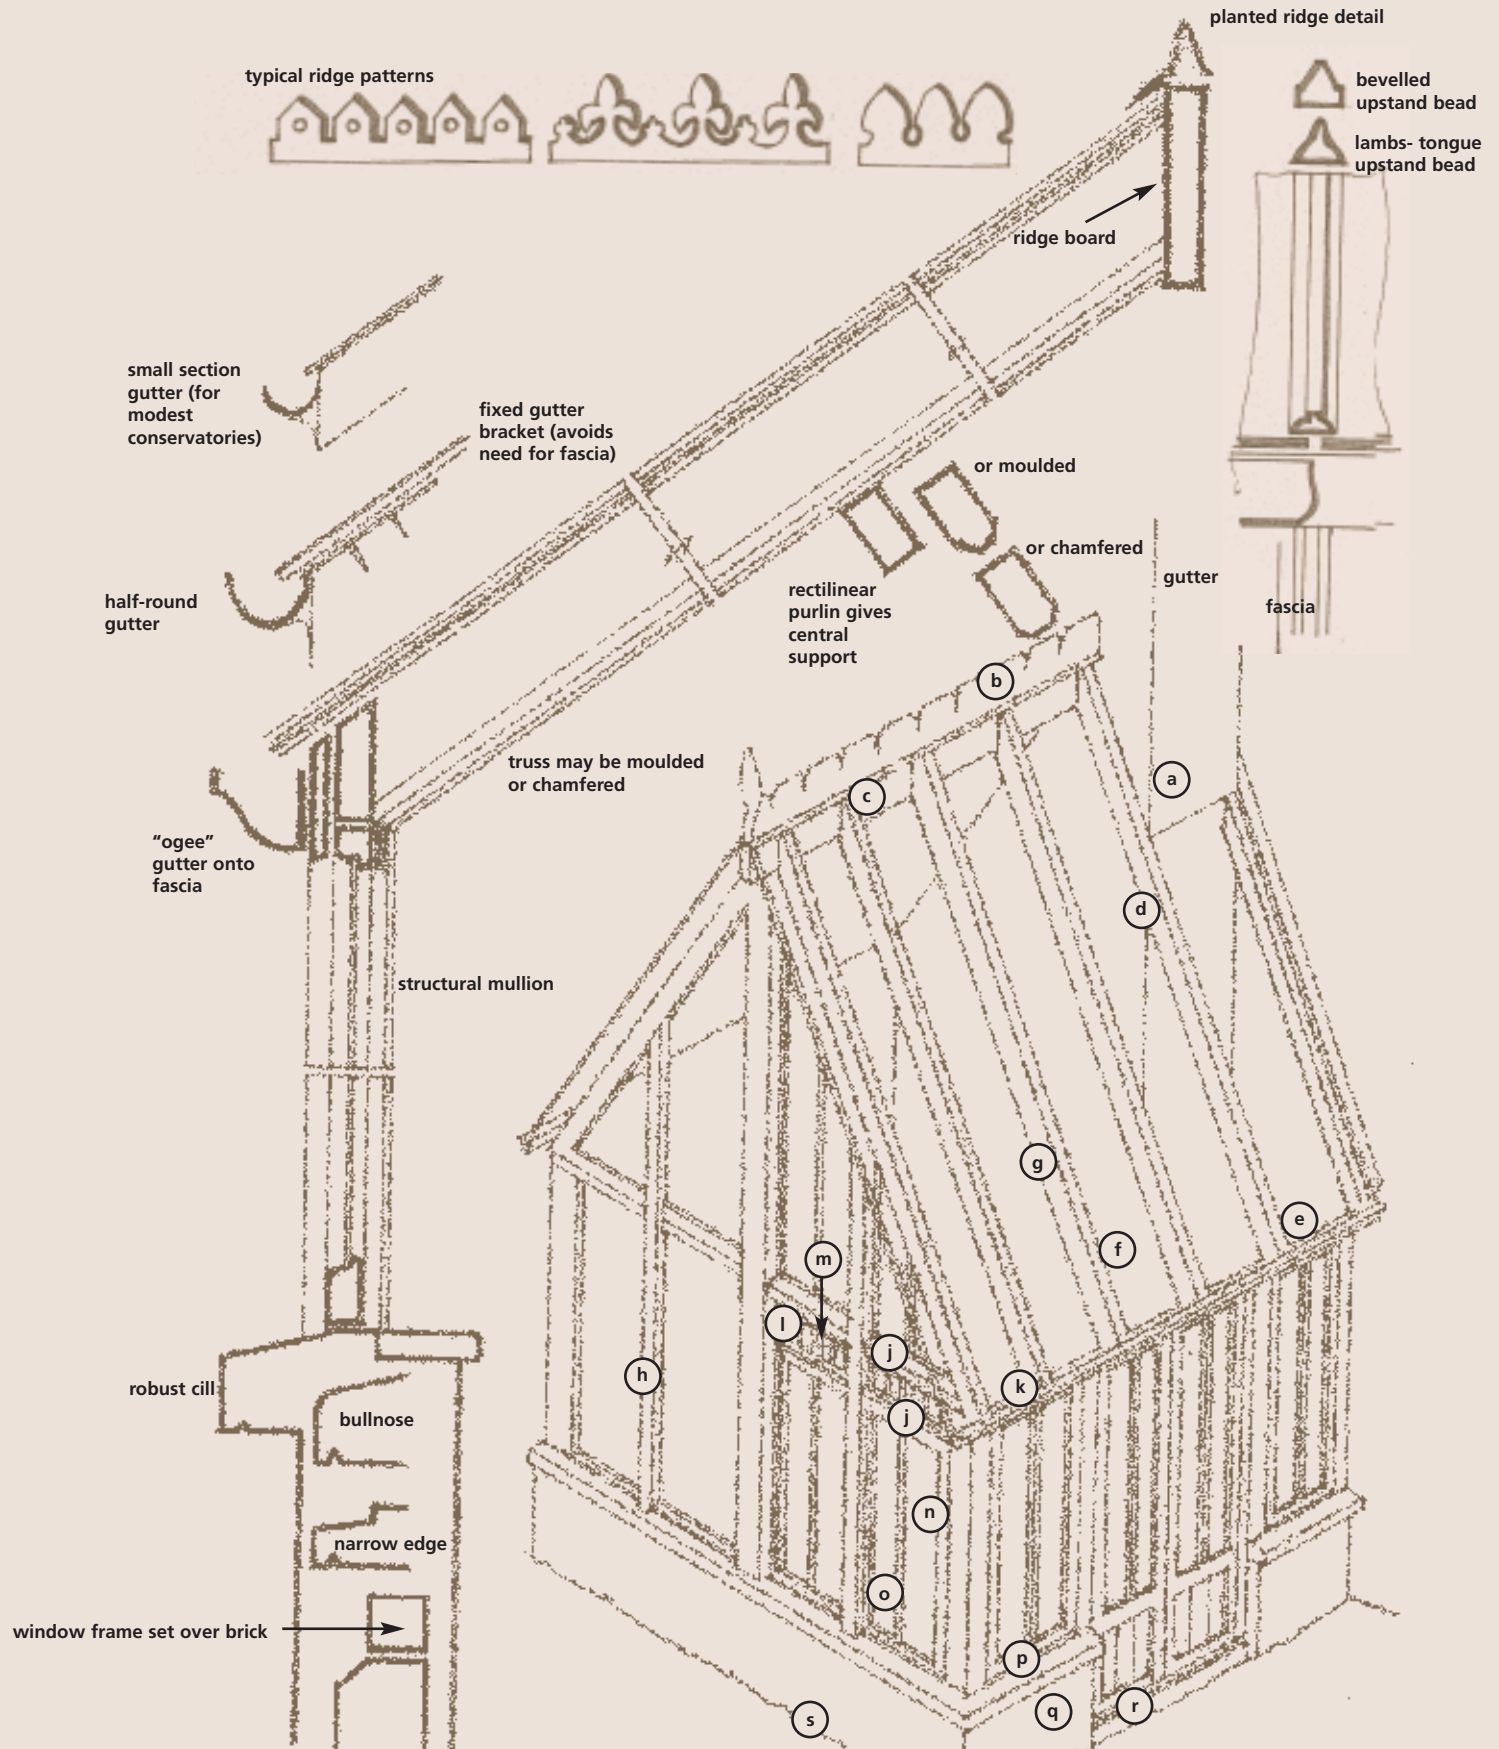 planted ridge detail
typical ridge patterns
bevelled
upstand bead
lambs- tongue
upstand bead
ridge board
small section
gutter (for
modest
conservatories)
fixed gutter
bracket (avoids
need for fascia)
or moulded
or chamfered
gutter
rectilinear
purlin gives
central
support
half-round
gutter
fascia
b
truss may be moulded
or chamfered
a
c
“ogee”
gutter onto
fascia
d
structural mullion
g
e
f
m
l
j
h
k
robust cill
j
bullnose
n
narrow edge
o
window frame set over brick
p
r
q
s